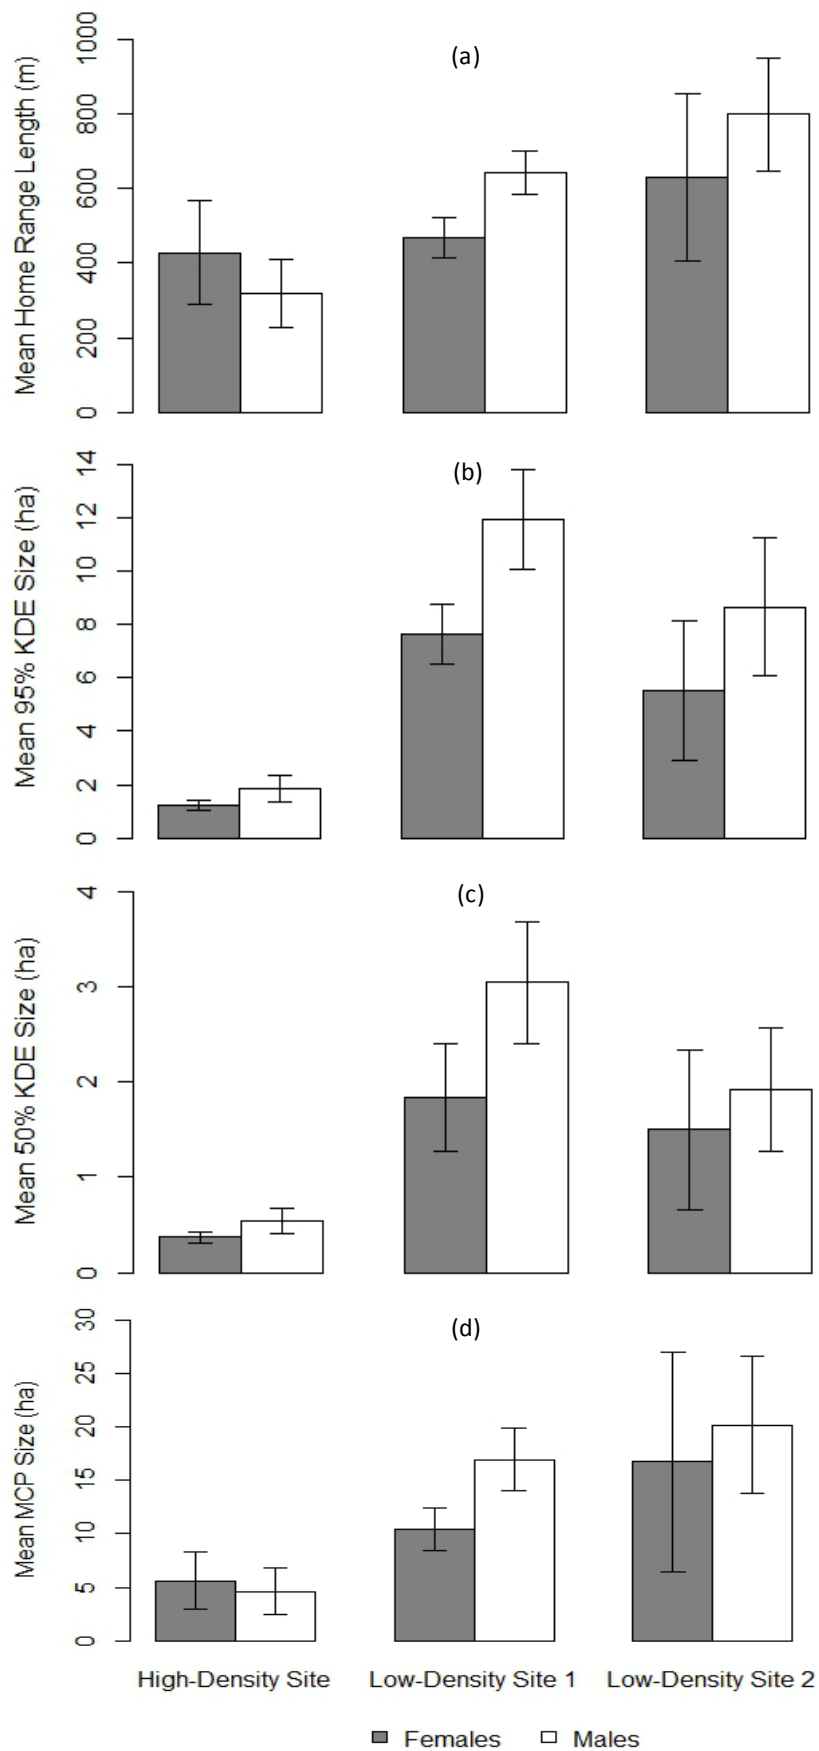 (a)
Mean Home Range Length (m)
1000
800
600
400
200
0
(b)
Mean 95% KDE Size (ha)
14
12
10
8
6
4
2
0
(c)
Mean 50% KDE Size (ha)
4
3
2
1
0
(d)
Mean MCP Size (ha)
30
25
20
15
10
5
0
High-Density Site Low-Density Site 1 Low-Density Site 2
Females Males